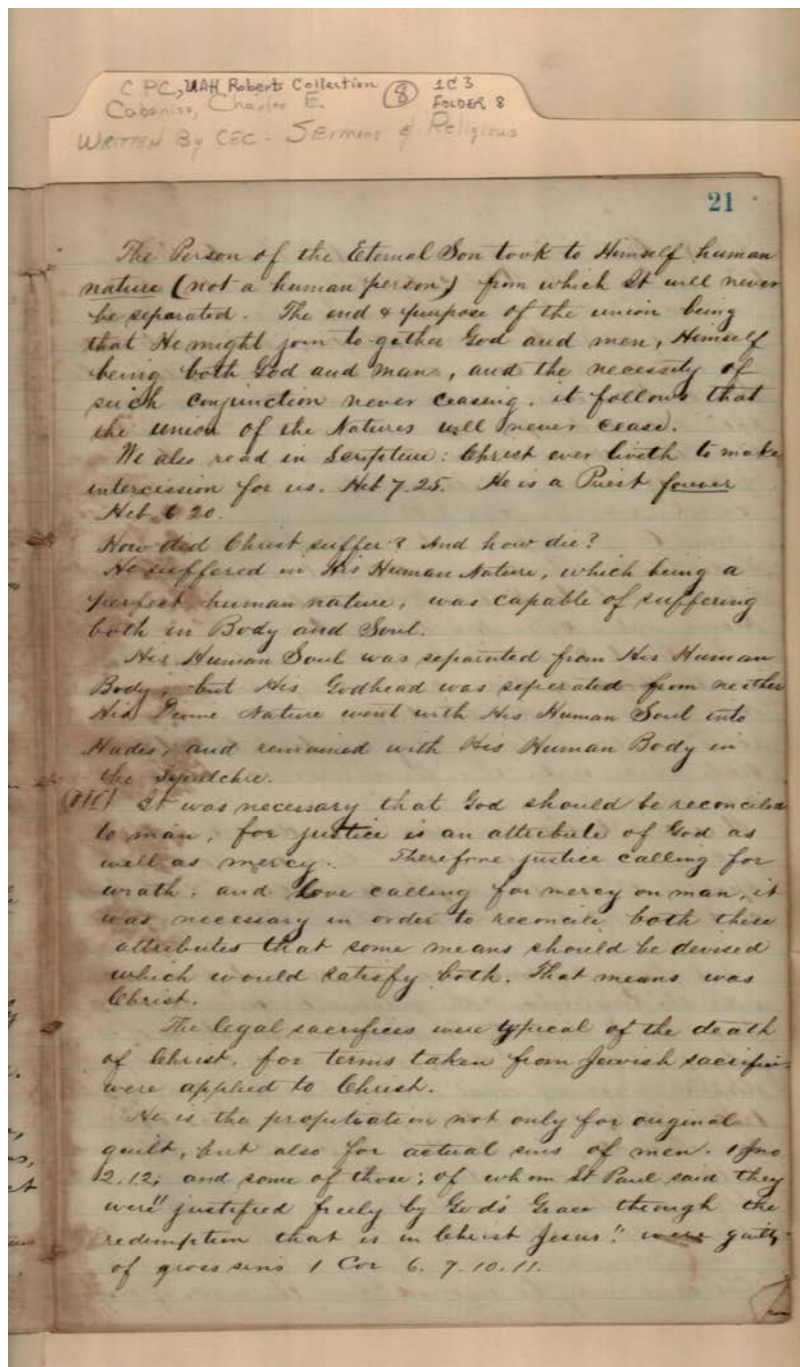 CPC, UAH Roberts Collection (8) 1C3
Cabaniss, Charles E. FOLDER 8
WRITTEN By CEC - SErmons & Religious
21
The Person of the Eternal Son took to Himself human
nature (not a human person) from which It will never
be separated. The end & purpose of the union being
that He might join to-gether God and men, Himself
being both God and man, and the necessity of
such conjunction never ceasing, it follows that
the union of the Natures will never cease.
We also read in Scripture: Christ ever liveth to make
intercession for us. Heb 7.25. He is a Priest forever
Heb 6 20.
How did Christ suffer? And how die?
He suffered in His Human Nature, which being a
perfect human nature, was capable of suffering
both in Body and Soul.
His Human Soul was separated from His Human
Body, but His Godhead was seperated from neither
His Divine Nature went with His Human Soul into
Hades, and remained with His Human Body in
the Sepulchre.
It was necessary that God should be reconciled
to man, for justice is an attribute of God as
well as mercy. Therefore justice calling for
wrath, and love calling for mercy on man, it
was necessary in order to reconcile both these
attributes that some means should be devised
which would satisfy both. That means was
Christ.
The legal sacrifices were typical of the death
of Christ, for terms taken from Jewish sacrifices
were applied to Christ.
He is the propitiation not only for original
guilt, but also for actual sins of men. 1 Jno
2.12; and some of those; of whom St Paul said they
were "justified freely by God's Grace through the
redemption that is in Christ Jesus" were guilty
of gross sins 1 Cor 6. 9.10.11.